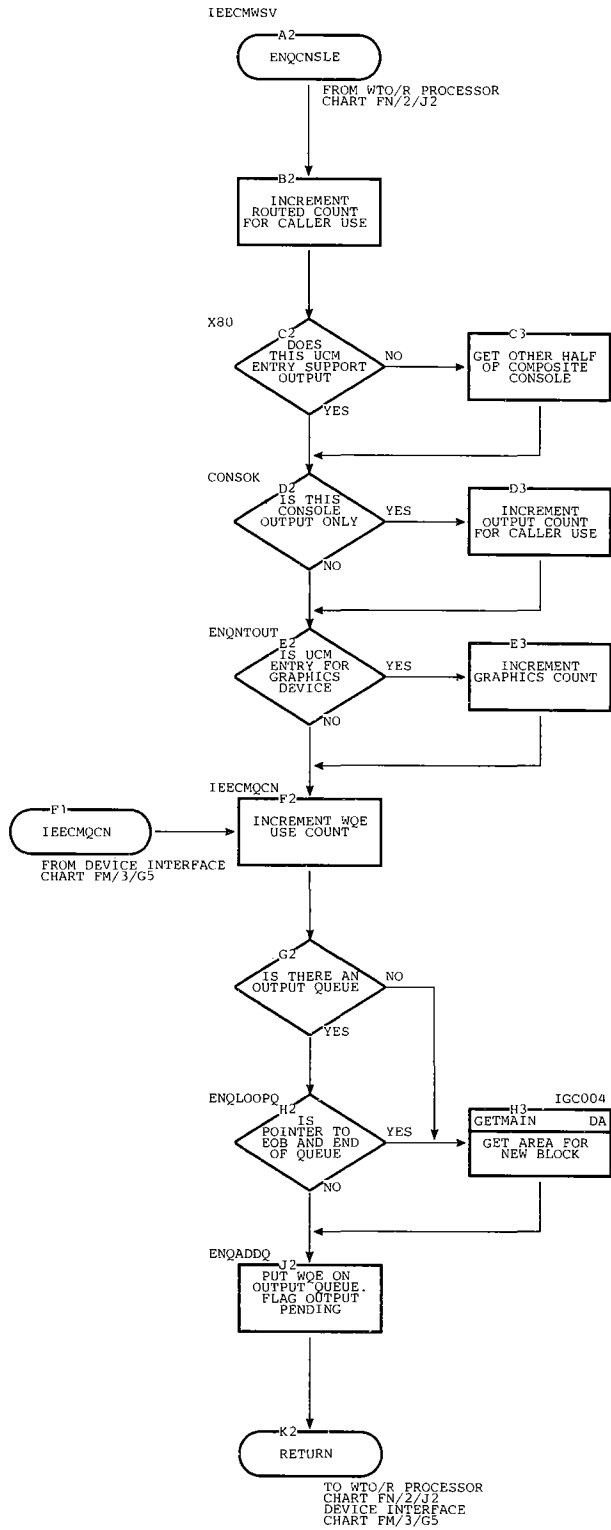 IEECMWSV
A2
ENQCNSLE
FROM WTO/R PROCESSOR
CHART FN/2/J2
B2
INCREMENT
ROUTED COUNT
FOR CALLER USE
X80
C2
DOES
THIS UCM
ENTRY SUPPORT
OUTPUT
NO
YES
C3
GET OTHER HALF
OF COMPOSITE
CONSOLE
CONSOK
D2
IS THIS
CONSOLE
OUTPUT ONLY
YES
NO
D3
INCREMENT
OUTPUT COUNT
FOR CALLER USE
ENQNTOUT
E2
IS UCM
ENTRY FOR
GRAPHICS
DEVICE
YES
NO
E3
INCREMENT
GRAPHICS COUNT
IEECMQCN
F1
IEECMQCN
FROM DEVICE INTERFACE
CHART FM/3/G5
F2
INCREMENT WQE
USE COUNT
G2
IS THERE AN
OUTPUT QUEUE
NO
YES
ENQLOOPQ
H2
IS
POINTER TO
EOB AND END
OF QUEUE
YES
NO
IGC004
H3
GETMAIN DA
GET AREA FOR
NEW BLOCK
ENQADDQ
J2
PUT WQE ON
OUTPUT QUEUE.
FLAG OUTPUT
PENDING
K2
RETURN
TO WTO/R PROCESSOR
CHART FN/2/J2
DEVICE INTERFACE
CHART FM/3/G5